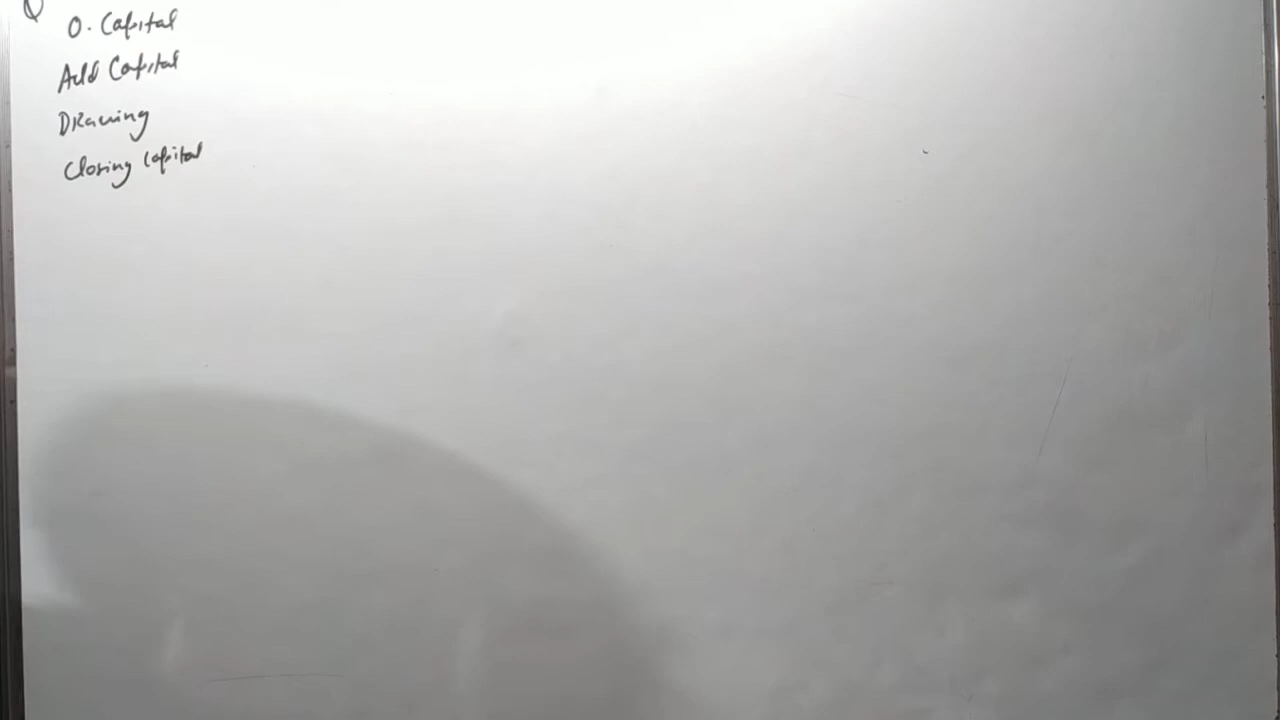 Q
O. Capital
Add Capital
Drawing
Closing Capital